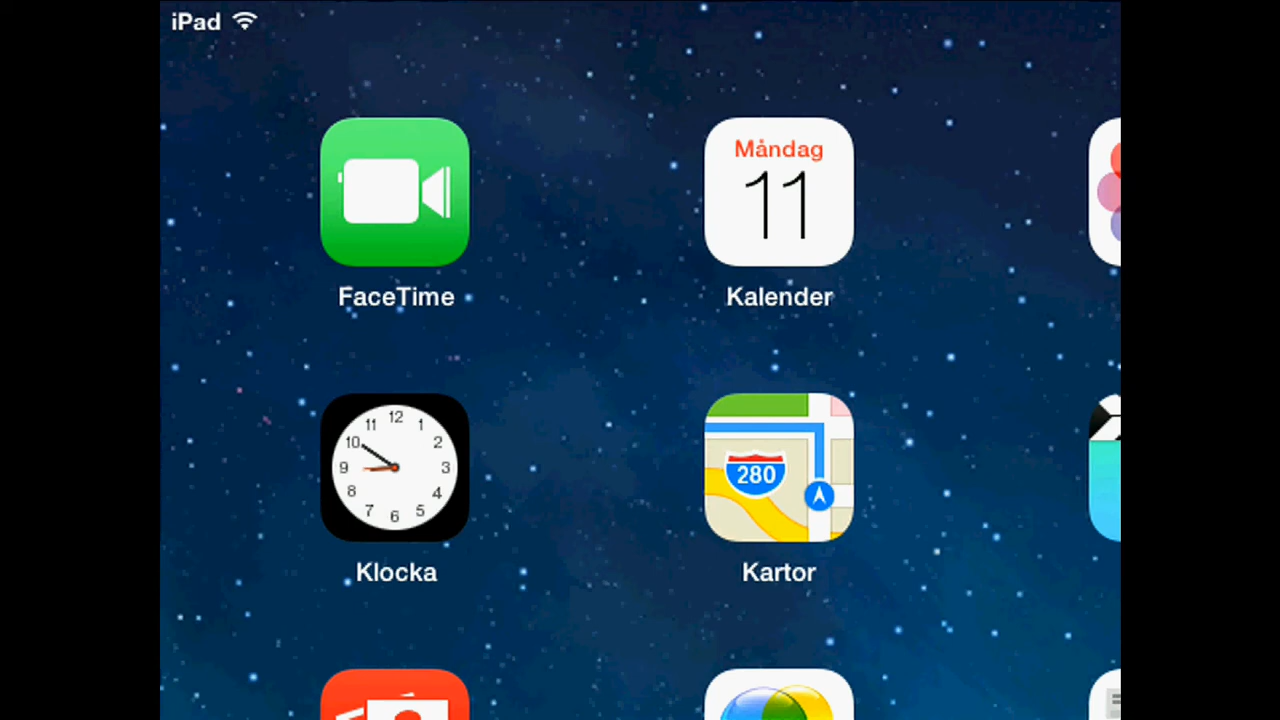 iPad
Måndag
11
FaceTime
Kalender
12
11 1
10 2
9 3
8 4
7 5
6
280
Klocka
Kartor